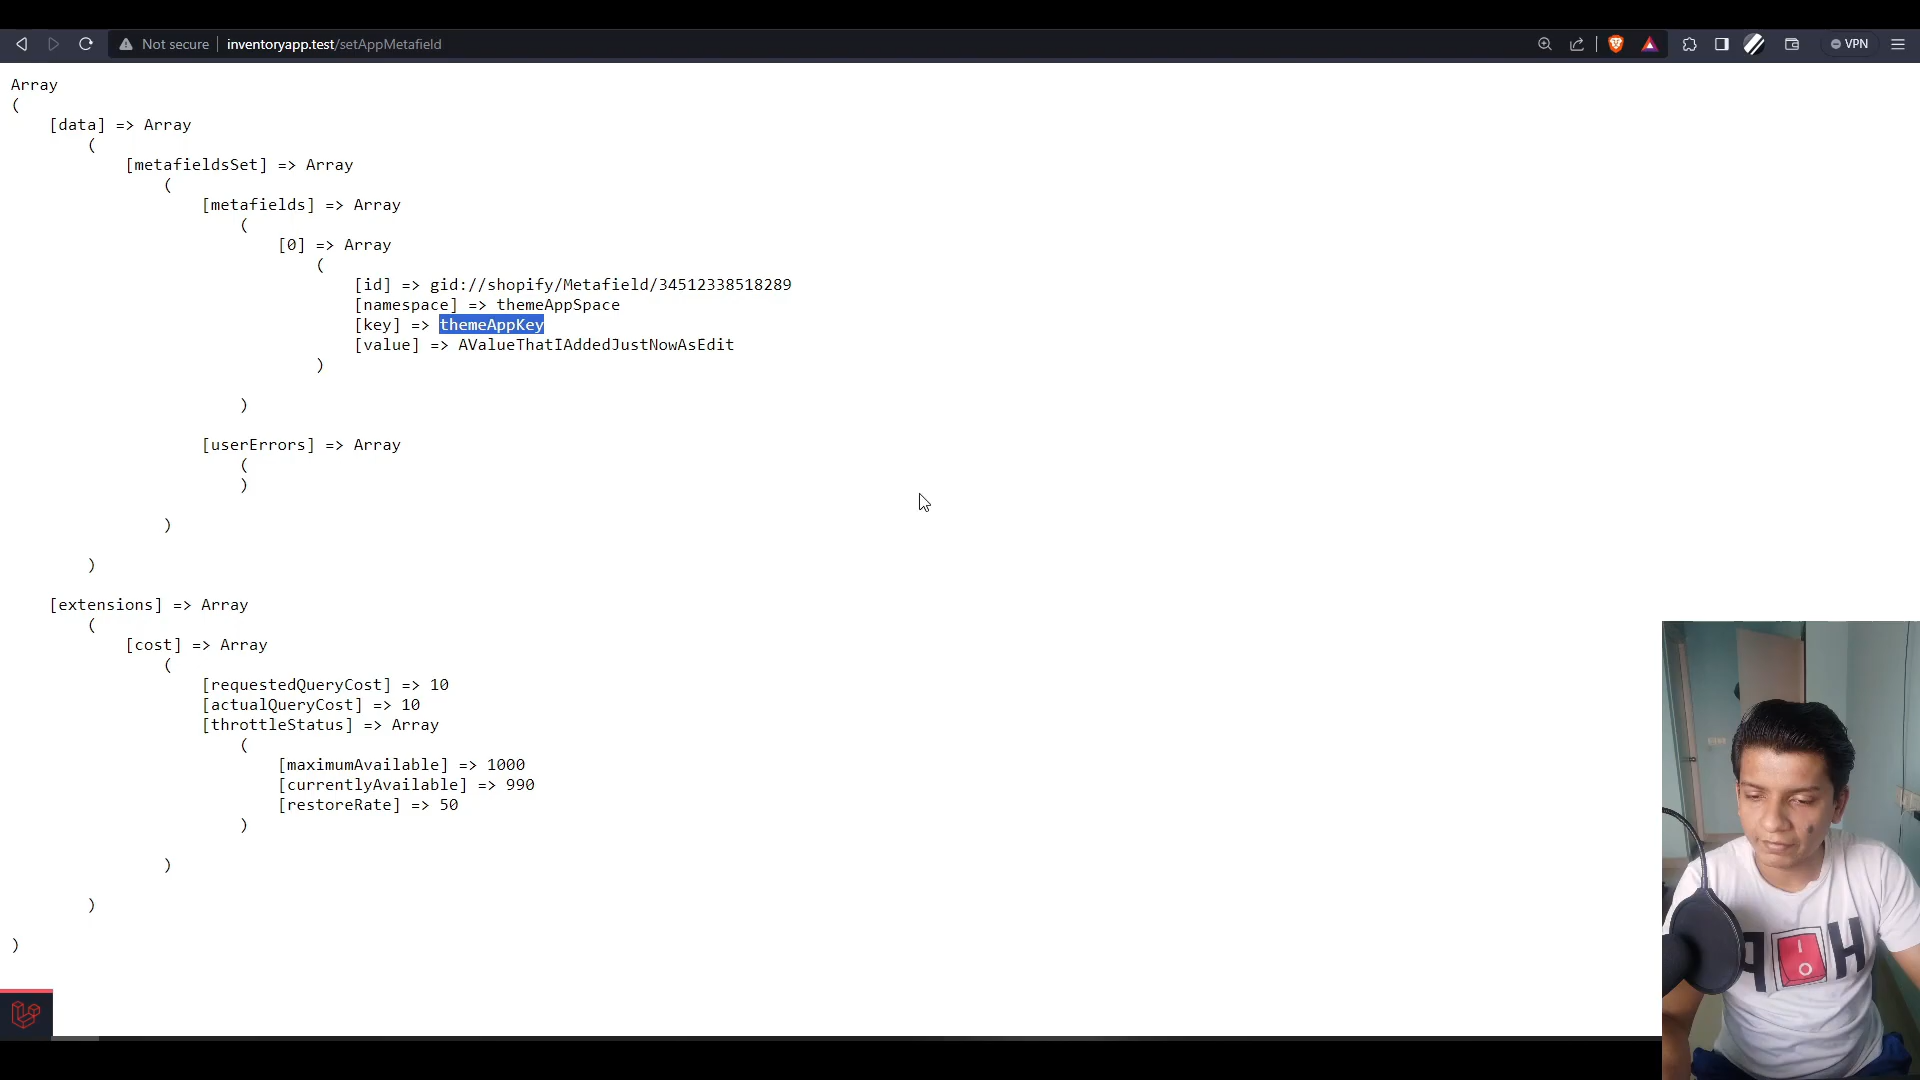 Not secure inventoryapp.test/setAppMetafield VPN
Array
(
[data] => Array
(
[metafieldsSet] => Array
(
[metafields] => Array
(
[0] => Array
(
[id] => gid://shopify/Metafield/34512338518289
[namespace] => themeAppSpace
[key] => themeAppKey
[value] => AValueThatIAddedJustNowAsEdit
)
)
[userErrors] => Array
(
)
)
)
[extensions] => Array
(
[cost] => Array
(
[requestedQueryCost] => 10
[actualQueryCost] => 10
[throttleStatus] => Array
(
[maximumAvailable] => 1000
[currentlyAvailable] => 990
[restoreRate] => 50
)
)
)
)